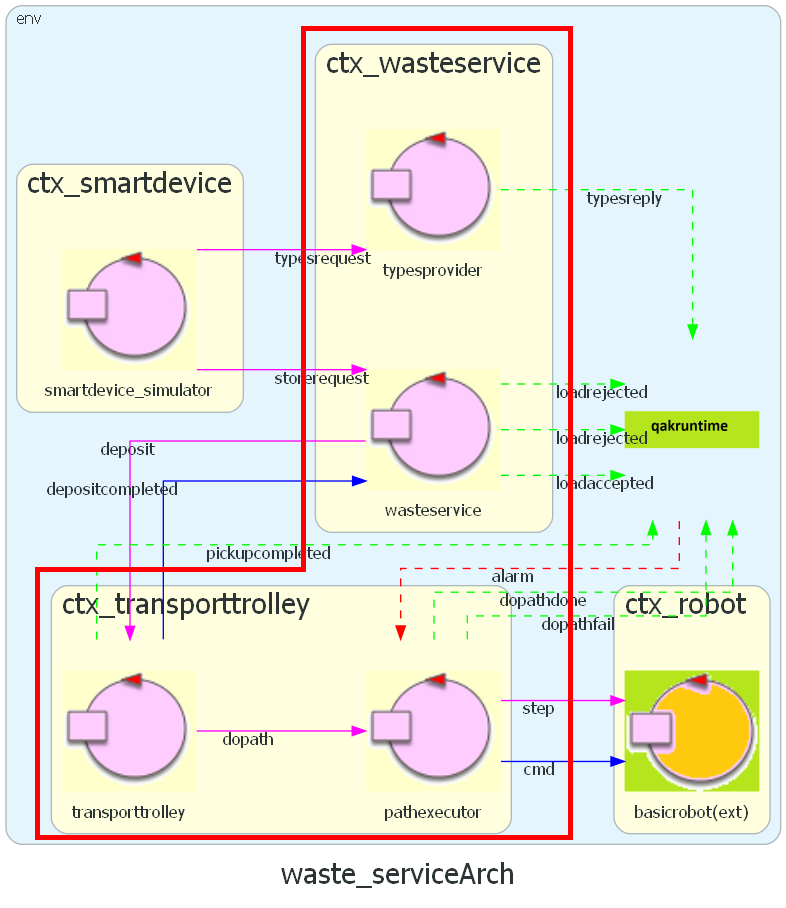 env
ctx_wasteservice
ctx_smartdevice
typesreply
typesrequest
typesprovider
storerequest
smartdevice_simulator
loadrejected
qakruntime
loadrejected
deposit
loadaccepted
depositcompleted
wasteservice
pickupcompleted
alarm
ctx_transporttrolley
dopathdone
ctx_robot
dopathfail
step
dopath
cmd
transporttrolley
pathexecutor
basicrobot(ext)
waste_serviceArch